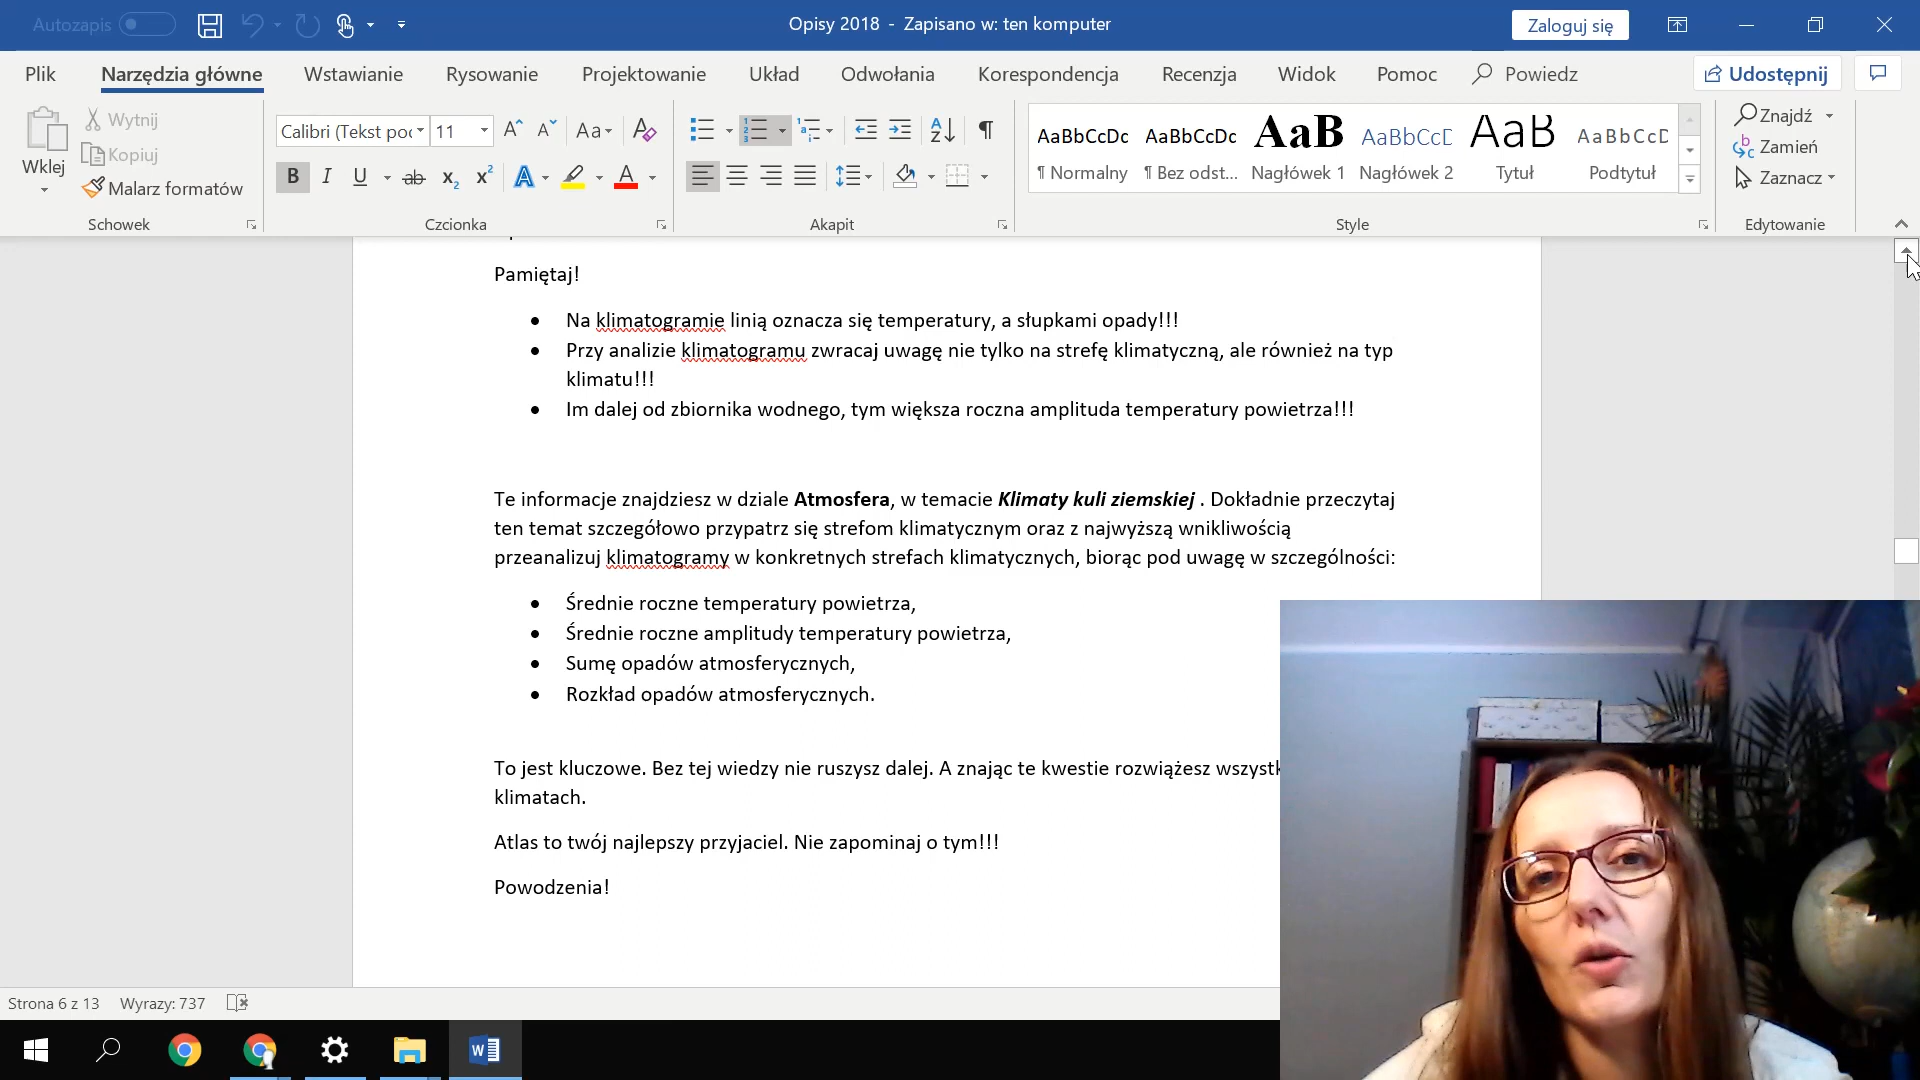 Autozapis
Opisy 2018 - Zapisano w: ten komputer
Zaloguj się
Plik
Narzędzia główne
Wstawianie
Rysowanie
Projektowanie
Układ
Odwołania
Korespondencja
Recenzja
Widok
Pomoc
Powiedz
Udostępnij
Wklej
Wytnij
Kopiuj
Malarz formatów
Schowek
Calibri (Tekst poc
11
Czcionka
Akapit
AaBbCcDc
¶ Normalny
AaBbCcDc
¶ Bez odst...
AaB
Nagłówek 1
AaBbCcD
Nagłówek 2
AaB
Tytuł
AaBbCcD
Podtytuł
Style
Znajdź
Zamień
Zaznacz
Edytowanie
Pamiętaj!
• Na klimatogramie linią oznacza się temperatury, a słupkami opady!!!
• Przy analizie klimatogramu zwracaj uwagę nie tylko na strefę klimatyczną, ale również na typ
klimatu!!!
• Im dalej od zbiornika wodnego, tym większa roczna amplituda temperatury powietrza!!!
Te informacje znajdziesz w dziale Atmosfera, w temacie Klimaty kuli ziemskiej . Dokładnie przeczytaj
ten temat szczegółowo przypatrz się strefom klimatycznym oraz z najwyższą wnikliwością
przeanalizuj klimatogramy w konkretnych strefach klimatycznych, biorąc pod uwagę w szczególności:
• Średnie roczne temperatury powietrza,
• Średnie roczne amplitudy temperatury powietrza,
• Sumę opadów atmosferycznych,
• Rozkład opadów atmosferycznych.
To jest kluczowe. Bez tej wiedzy nie ruszysz dalej. A znając te kwestie rozwiążesz wszystk
klimatach.
Atlas to twój najlepszy przyjaciel. Nie zapominaj o tym!!!
Powodzenia!
Strona 6 z 13
Wyrazy: 737